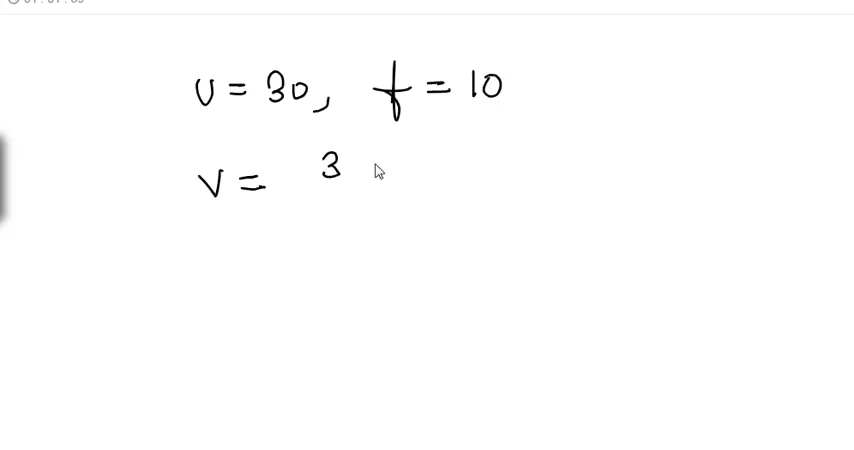 u = 30, f = 10
v = 3